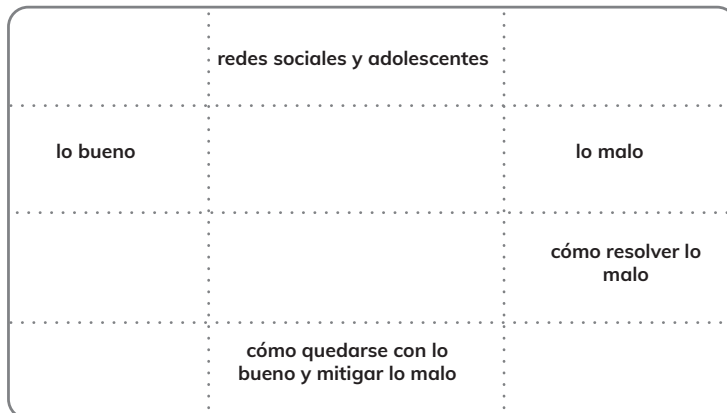 redes sociales y adolescentes
lo bueno
lo malo
cómo resolver lo
malo
cómo quedarse con lo
bueno y mitigar lo malo